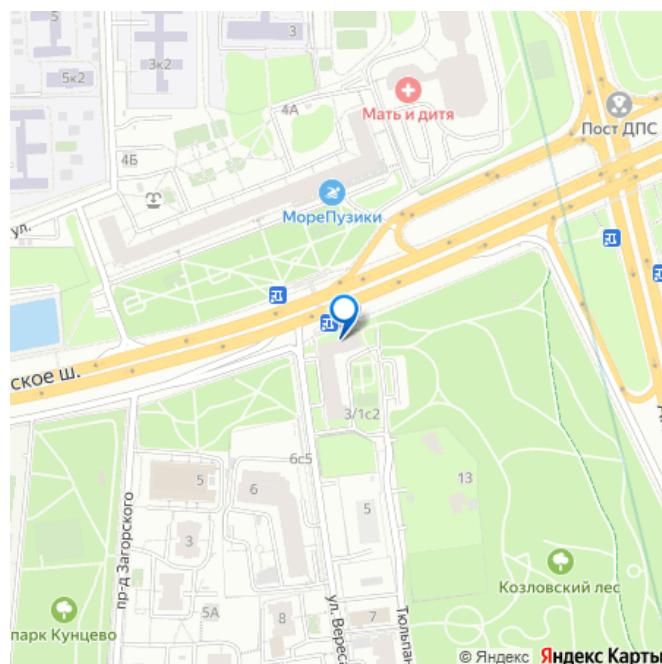 5
3
5к2
3к2
4А
Мать и дитя
Пост ДПС
4Б
МореПузики
ул.
ское ш.
3/1с2
6с5
5
6
13
5
3
пр-д Загорского
Козловский лес
парк Кунцево
5А
8
7
ул. Вереса
Тюльпан
© Яндекс Яндекс Карты